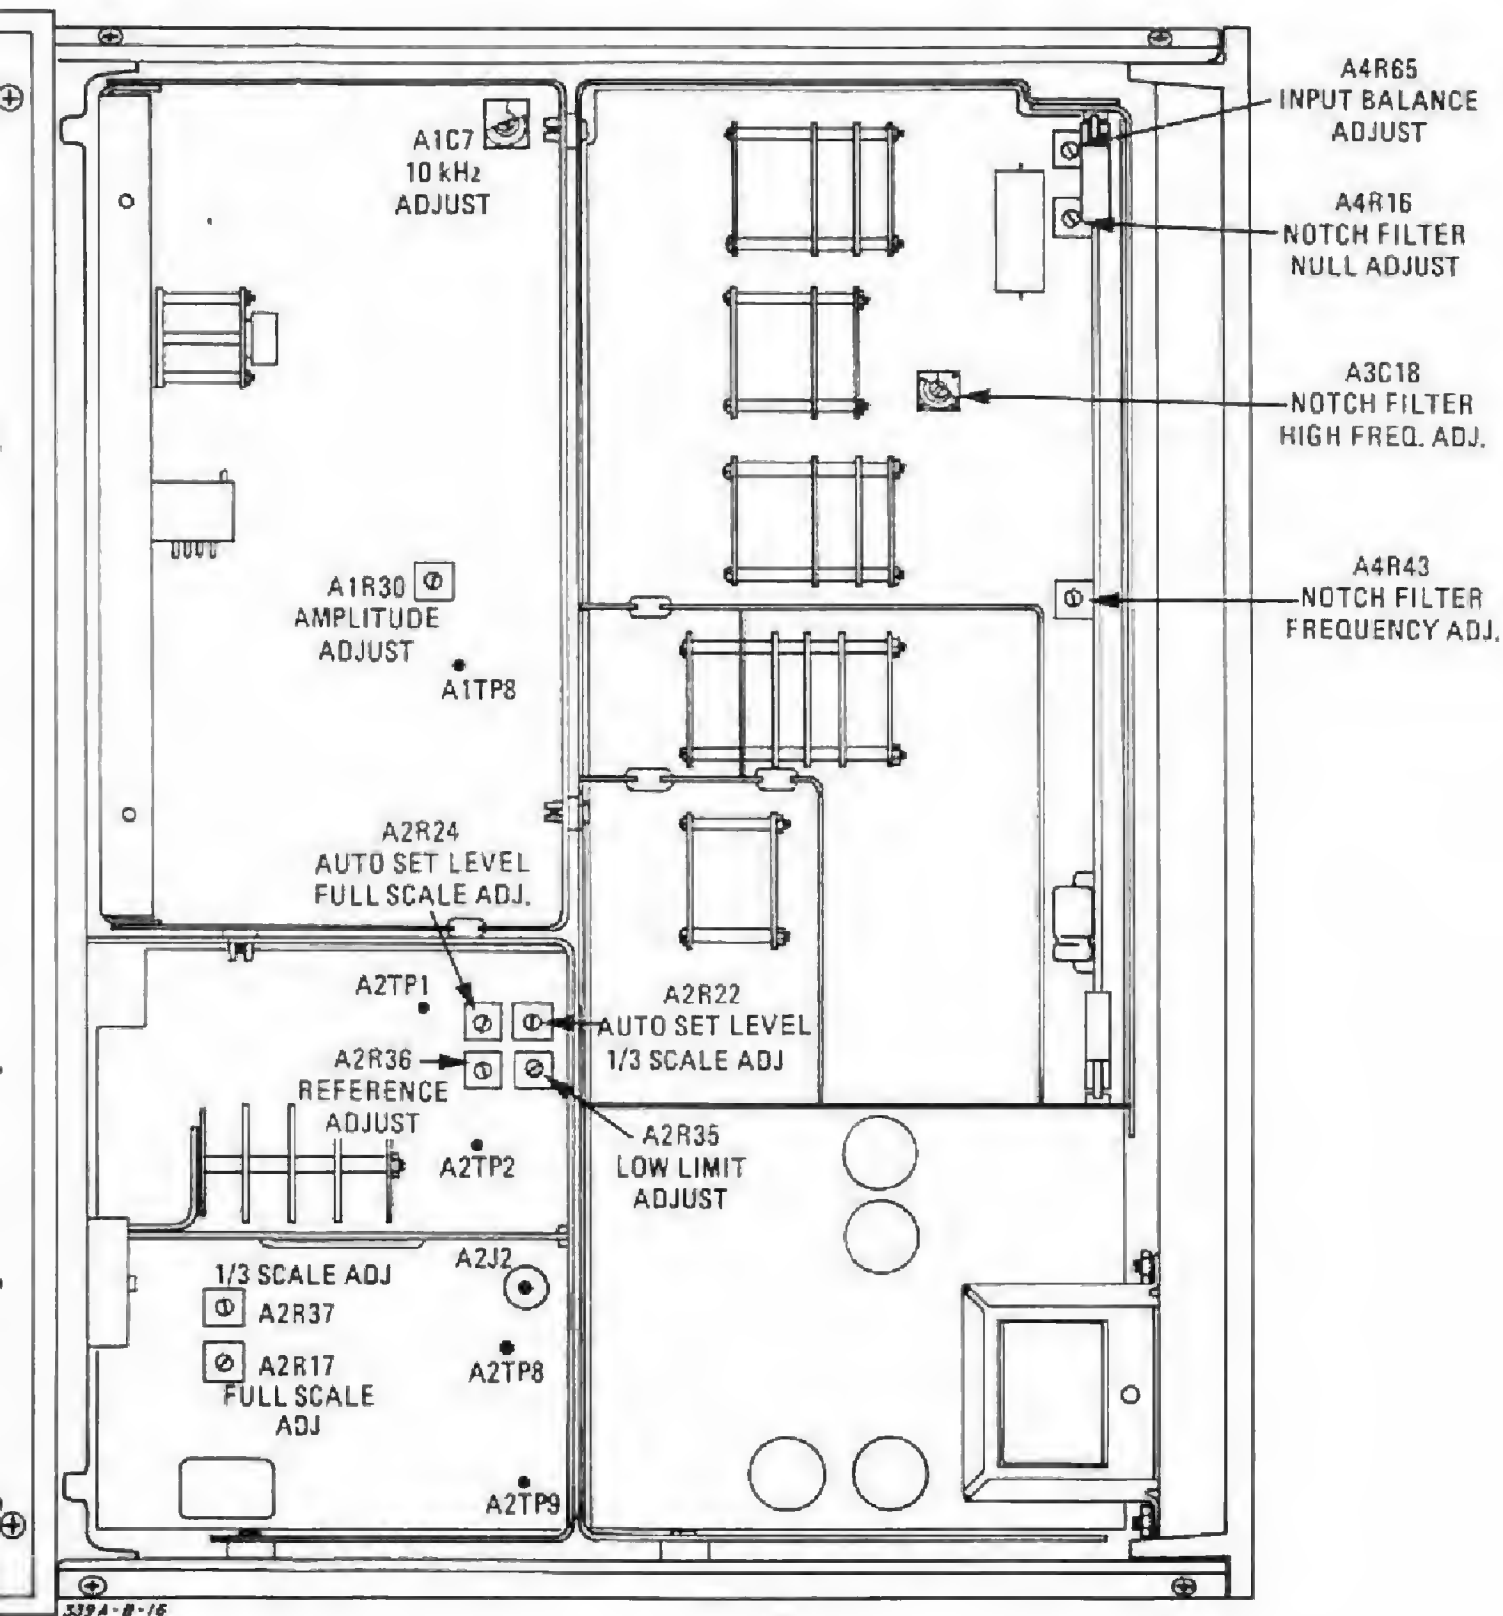 A1C7
10 kHz
ADJUST
A4R65
INPUT BALANCE
ADJUST
A4R16
NOTCH FILTER
NULL ADJUST
A3C18
NOTCH FILTER
HIGH FREQ. ADJ.
A4R43
NOTCH FILTER
FREQUENCY ADJ.
A1R30
AMPLITUDE
ADJUST
A1TP8
A2R24
AUTO SET LEVEL
FULL SCALE ADJ.
A2TP1
A2R22
AUTO SET LEVEL
1/3 SCALE ADJ
A2R36
REFERENCE
ADJUST
A2TP2
A2R35
LOW LIMIT
ADJUST
1/3 SCALE ADJ
A2R37
A2J2
A2R17
FULL SCALE
ADJ
A2TP8
A2TP9
339A-B-16